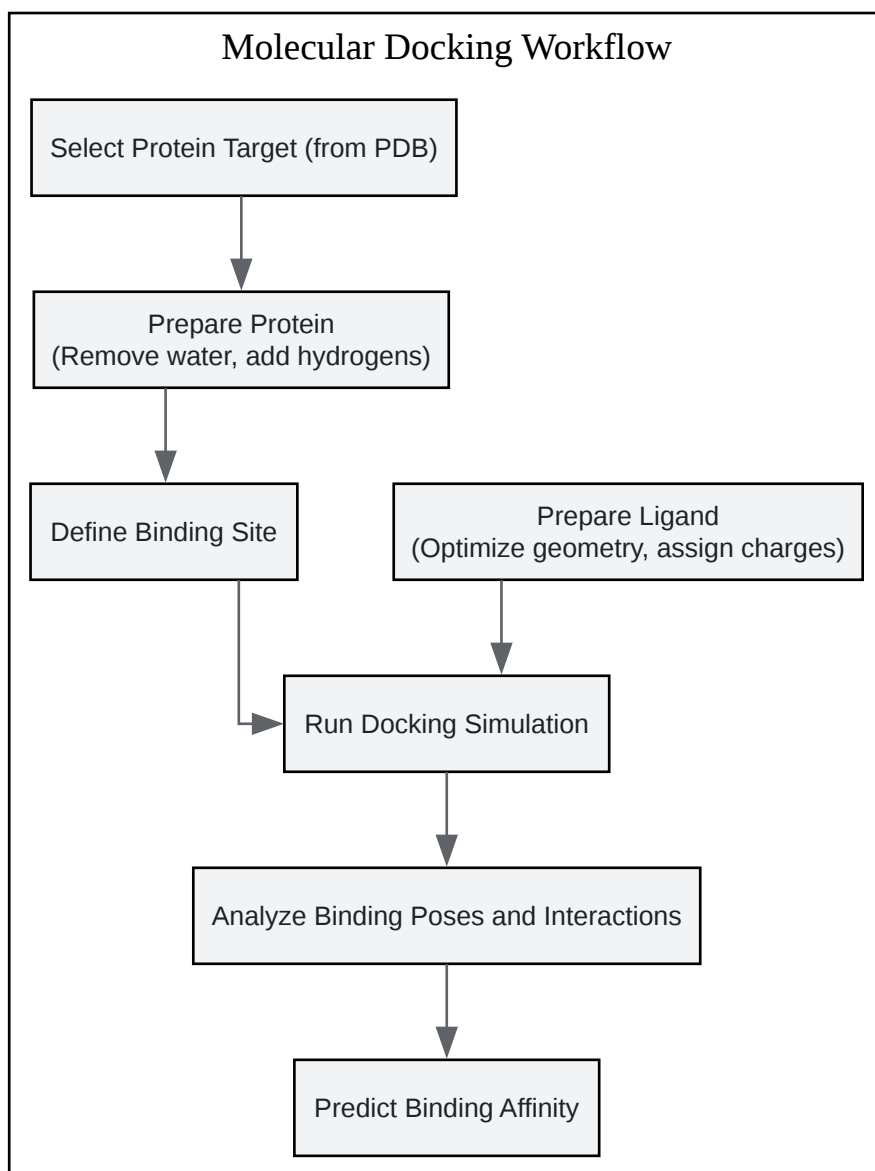 Molecular Docking Workflow
Select Protein Target (from PDB)
Prepare Protein
(Remove water, add hydrogens)
Define Binding Site
Prepare Ligand
(Optimize geometry, assign charges)
Run Docking Simulation
Analyze Binding Poses and Interactions
Predict Binding Affinity